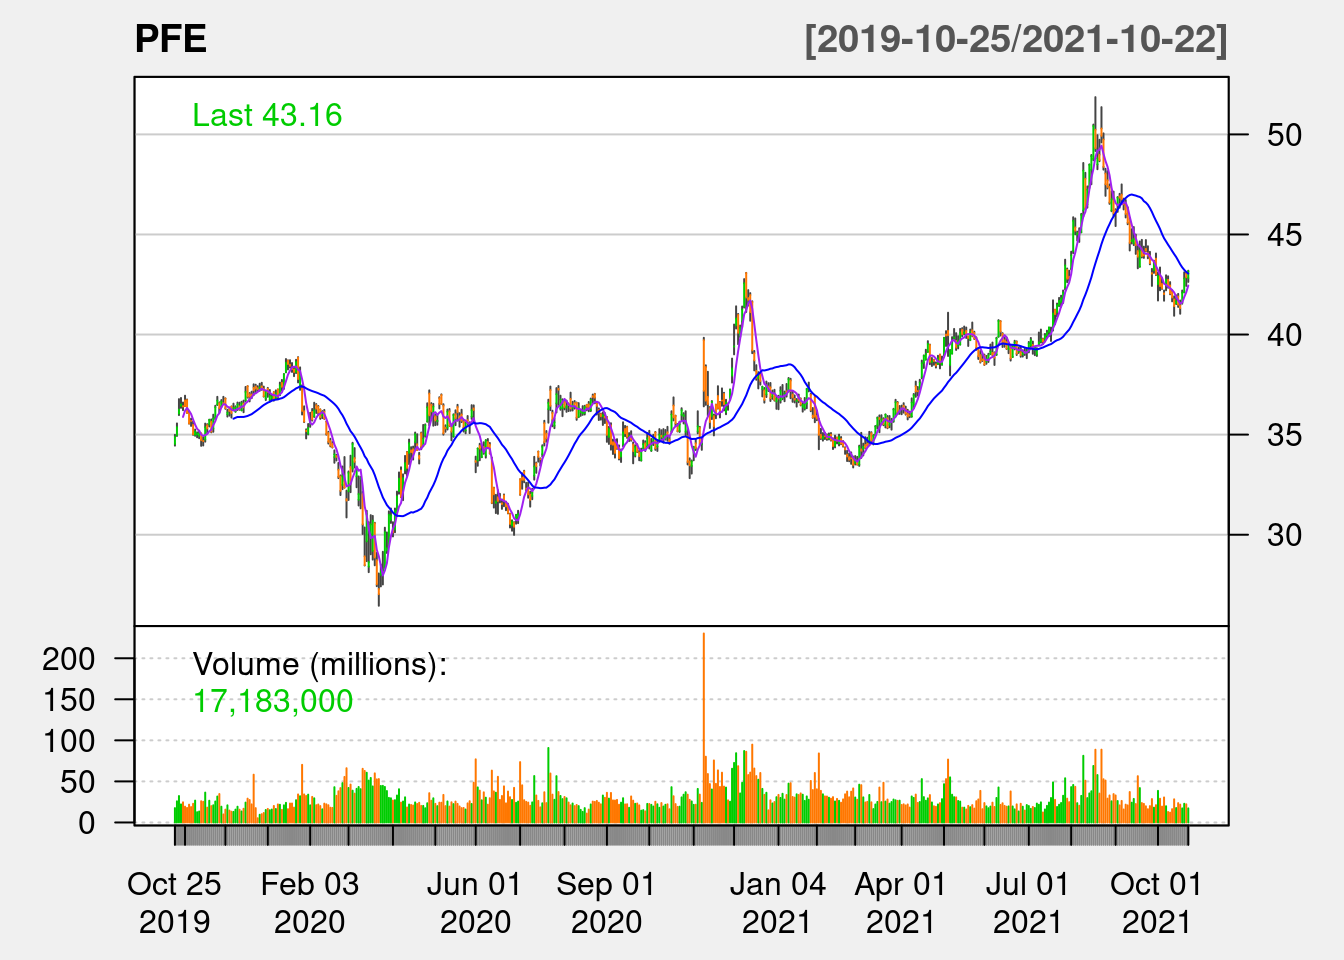 PFE [2019-10-25/2021-10-22]
Last 43.16
50
45
40
35
30
Volume (millions):
17,183,000
200
150
100
50
0
Oct 25 Feb 03 Jun 01 Sep 01 Jan 04 Apr 01 Jul 01 Oct 01
2019 2020 2020 2020 2021 2021 2021 2021